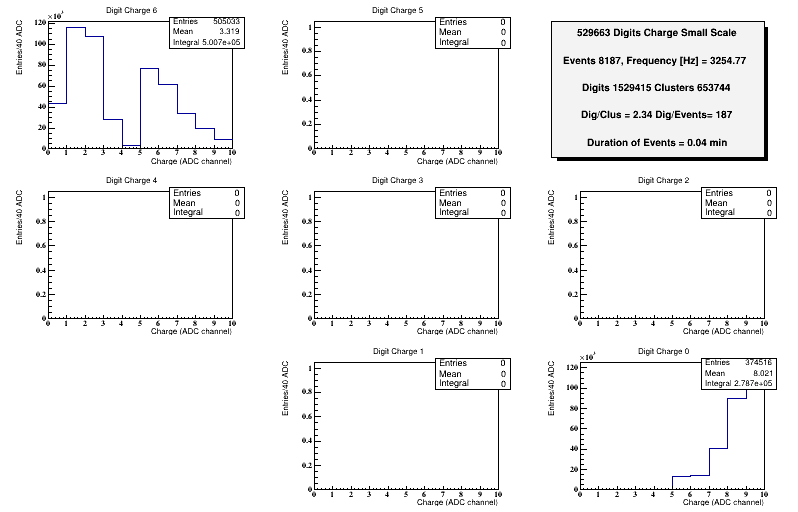 Digit Charge 6
Entries/40 ADC
×10³
Entries 505033
Mean 3.319
Integral 5.007e+05
120
100
80
60
40
20
0
0 1 2 3 4 5 6 7 8 9 10
Charge (ADC channel)
Digit Charge 5
Entries/40 ADC
Entries 0
Mean 0
Integral 0
1
0.8
0.6
0.4
0.2
0
0 1 2 3 4 5 6 7 8 9 10
Charge (ADC channel)
529663 Digits Charge Small Scale
Events 8187, Frequency [Hz] = 3254.77
Digits 1529415 Clusters 653744
Dig/Clus = 2.34 Dig/Events= 187
Duration of Events = 0.04 min
Digit Charge 4
Entries/40 ADC
Entries 0
Mean 0
Integral 0
1
0.8
0.6
0.4
0.2
0
0 1 2 3 4 5 6 7 8 9 10
Charge (ADC channel)
Digit Charge 3
Entries/40 ADC
Entries 0
Mean 0
Integral 0
1
0.8
0.6
0.4
0.2
0
0 1 2 3 4 5 6 7 8 9 10
Charge (ADC channel)
Digit Charge 2
Entries/40 ADC
Entries 0
Mean 0
Integral 0
1
0.8
0.6
0.4
0.2
0
0 1 2 3 4 5 6 7 8 9 10
Charge (ADC channel)
Digit Charge 1
Entries/40 ADC
Entries 0
Mean 0
Integral 0
1
0.8
0.6
0.4
0.2
0
0 1 2 3 4 5 6 7 8 9 10
Charge (ADC channel)
Digit Charge 0
Entries/40 ADC
×10³
Entries 374516
Mean 8.021
Integral 2.787e+05
120
100
80
60
40
20
0
0 1 2 3 4 5 6 7 8 9 10
Charge (ADC channel)